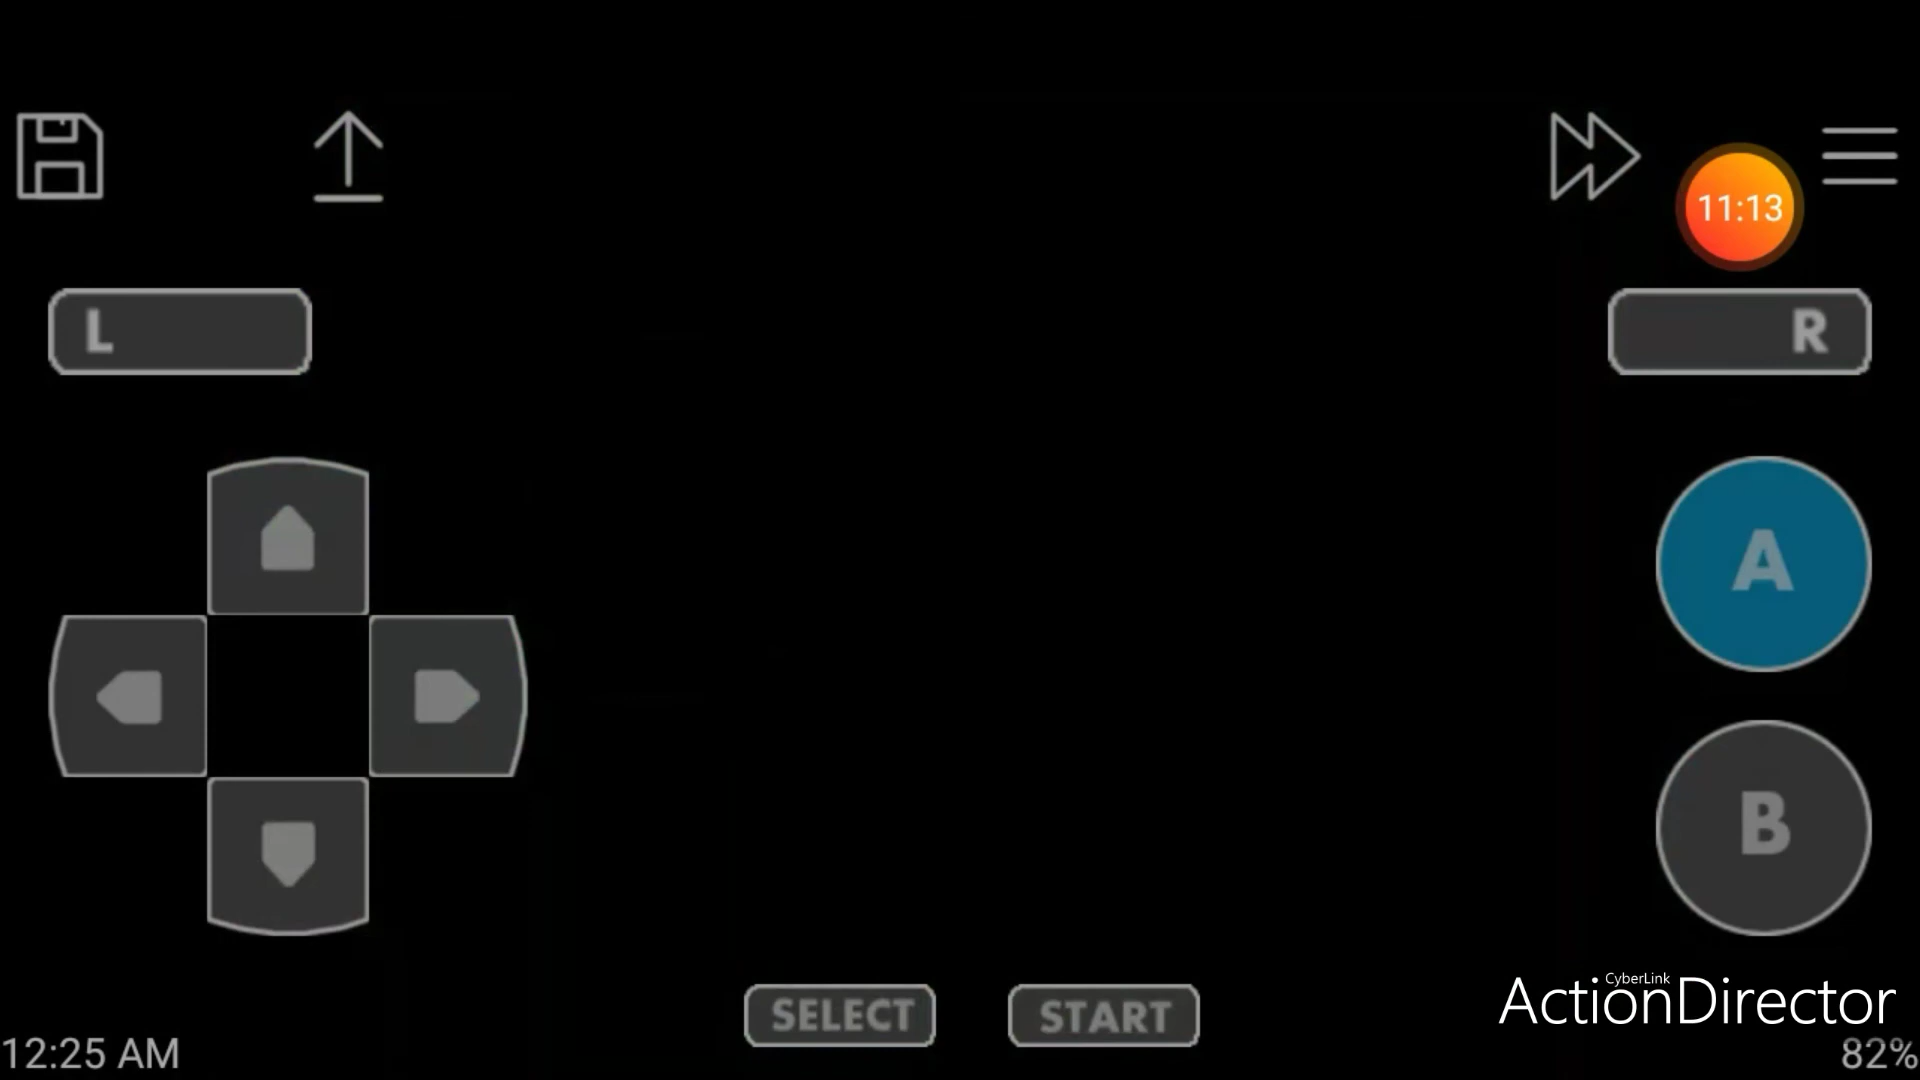 11:13
L
R
A
B
SELECT
START
CyberLink
ActionDirector
12:25 AM
82%